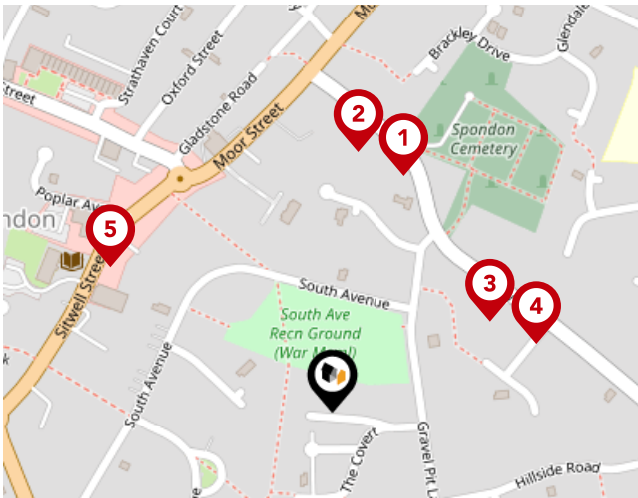 Mo
Strathaven Court
Oxford Street
Brackley Drive
Glendale
Street
Gladstone Road
Moor Street
2
1
Spondon
Cemetery
Poplar Av
ndon
5
Sitwell Street
South Avenue
3
4
South Ave
Recn Ground
(War M
l)
South Avenue
The Covert
Gravel Pit L
Hillside Road
k